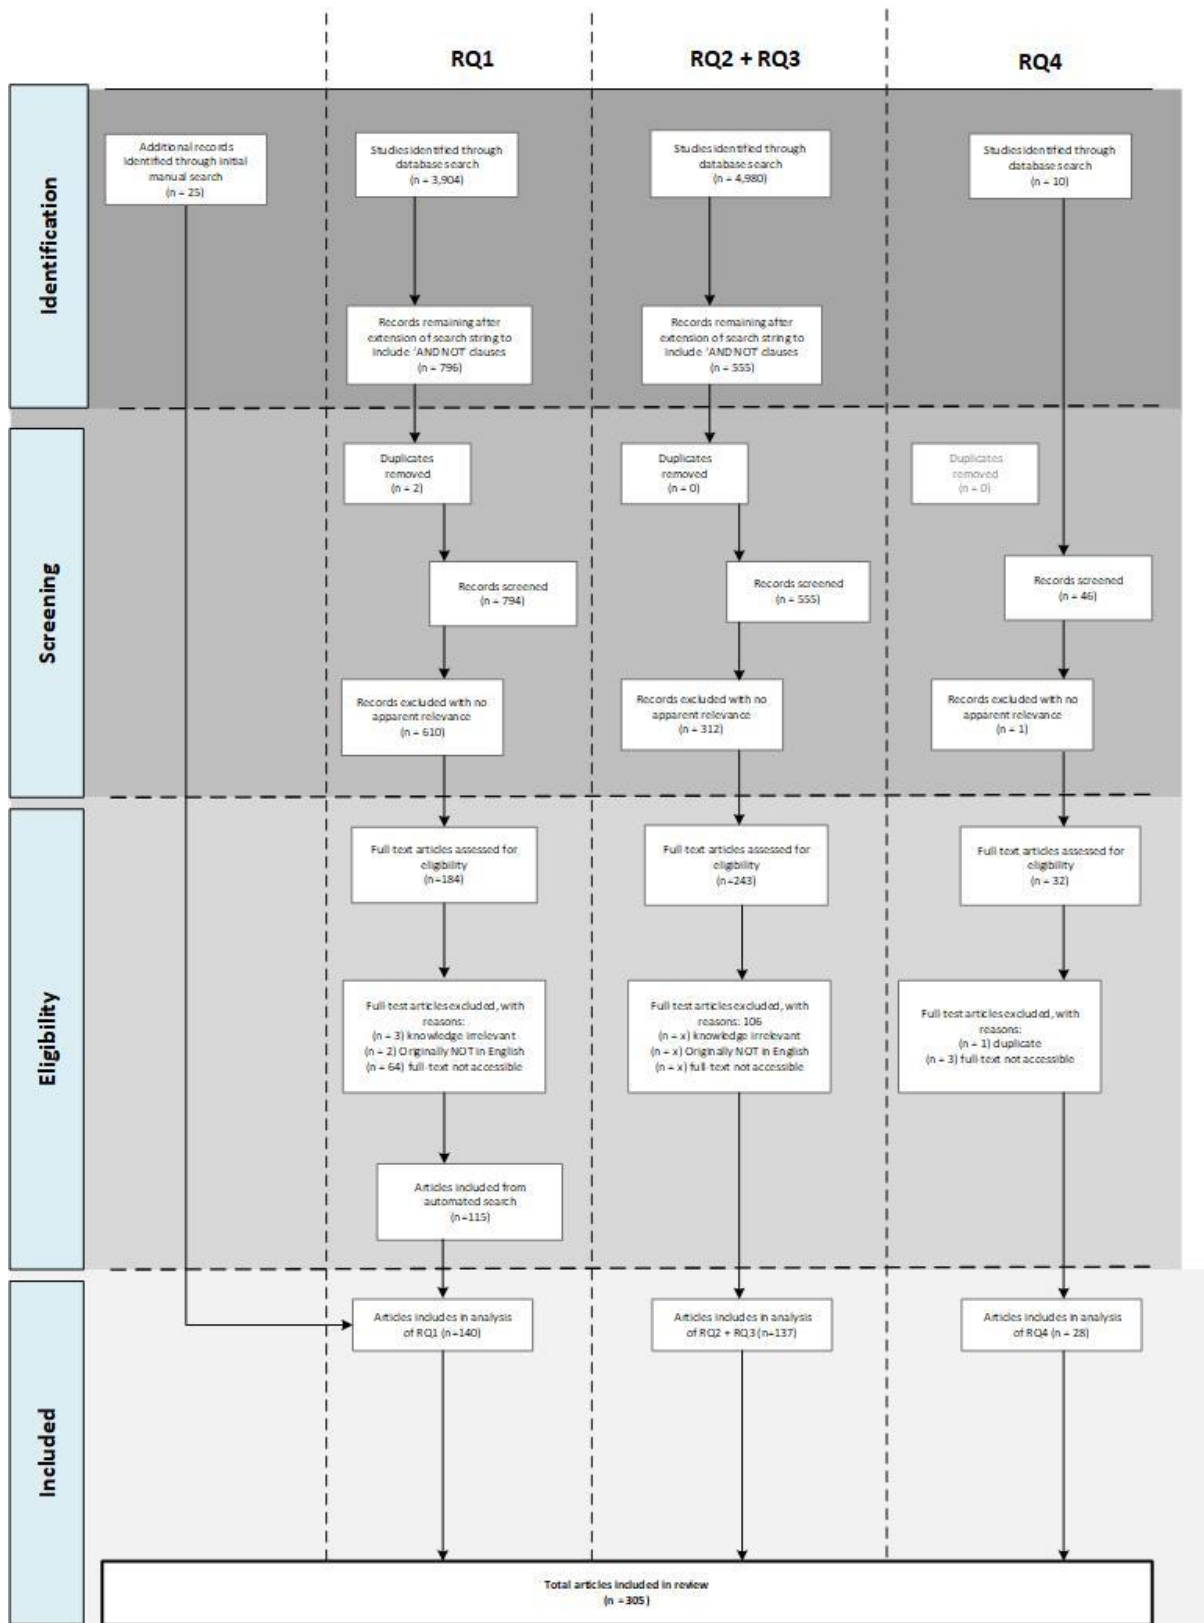 RQ1
RQ2 + RQ3
RQ4
Identification
Additional records
identified through initial
manual search
(n = 25)
Studies identified through
database search
(n = 3,904)
Studies identified through
database search
(n = 4,980)
Studies identified through
database search
(n = 10)
Records remaining after
extension of search string to
include 'AND NOT' clauses
(n = 796)
Records remaining after
extension of search string to
include 'AND NOT' clauses
(n = 555)
Screening
Duplicates
removed
(n = 2)
Duplicates
removed
(n = 0)
Duplicates
removed
(n = 0)
Records screened
(n = 794)
Records screened
(n = 555)
Records screened
(n = 46)
Records excluded with no
apparent relevance
(n = 610)
Records excluded with no
apparent relevance
(n = 312)
Records excluded with no
apparent relevance
(n = 1)
Eligibility
Full-text articles assessed for
eligibility
(n=184)
Full-text articles assessed for
eligibility
(n=243)
Full-text articles assessed for
eligibility
(n = 32)
Full-test articles excluded, with
reasons:
(n = 3) knowledge irrelevant
(n = 2) Originally NOT in English
(n = 64) full-text not accessible
Full-test articles excluded, with
reasons: 106
(n = x) knowledge irrelevant
(n = x) Originally NOT in English
(n = x) full-text not accessible
Full-test articles excluded, with
reasons:
(n = 1) duplicate
(n = 3) full-text not accessible
Articles included from
automated search
(n=115)
Included
Articles includes in analysis
of RQ1 (n=140)
Articles includes in analysis
of RQ2 + RQ3 (n=137)
Articles includes in analysis
of RQ4 (n = 28)
Total articles included in review
(n = 305)